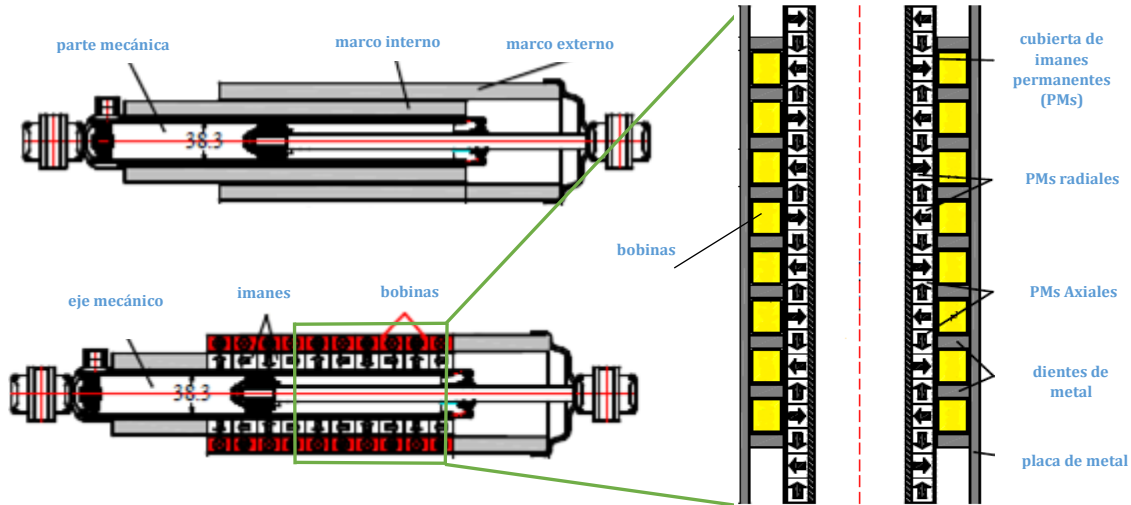 parte mecánica
marco interno
marco externo
38.3
eje mecánico
imanes
bobinas
38.3
cubierta de
imanes
permanentes
(PMs)
PMs radiales
bobinas
PMs Axiales
dientes de
metal
placa de metal